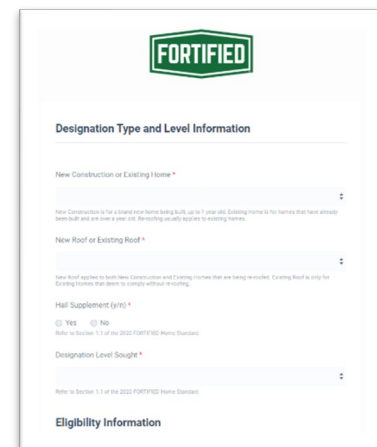 FORTIFIED
Designation Type and Level Information
New Construction or Existing Home *
New Construction is for a brand new home being built, up to 1 year old. Existing Home is for homes that have already
been built and are over a year old. Re-roofing usually applies to existing homes.
New Roof or Existing Roof *
New Roof applies to both New Construction and Existing Homes that are being re-roofed. Existing Roof is only for
Existing Homes that deem to comply without re-roofing.
Hail Supplement (y/n) *
Yes No
Refer to Section 1.1 of the 2022 FORTIFIED Home Standard.
Designation Level Sought *
Refer to Section 1.1 of the 2022 FORTIFIED Home Standard.
Eligibility Information